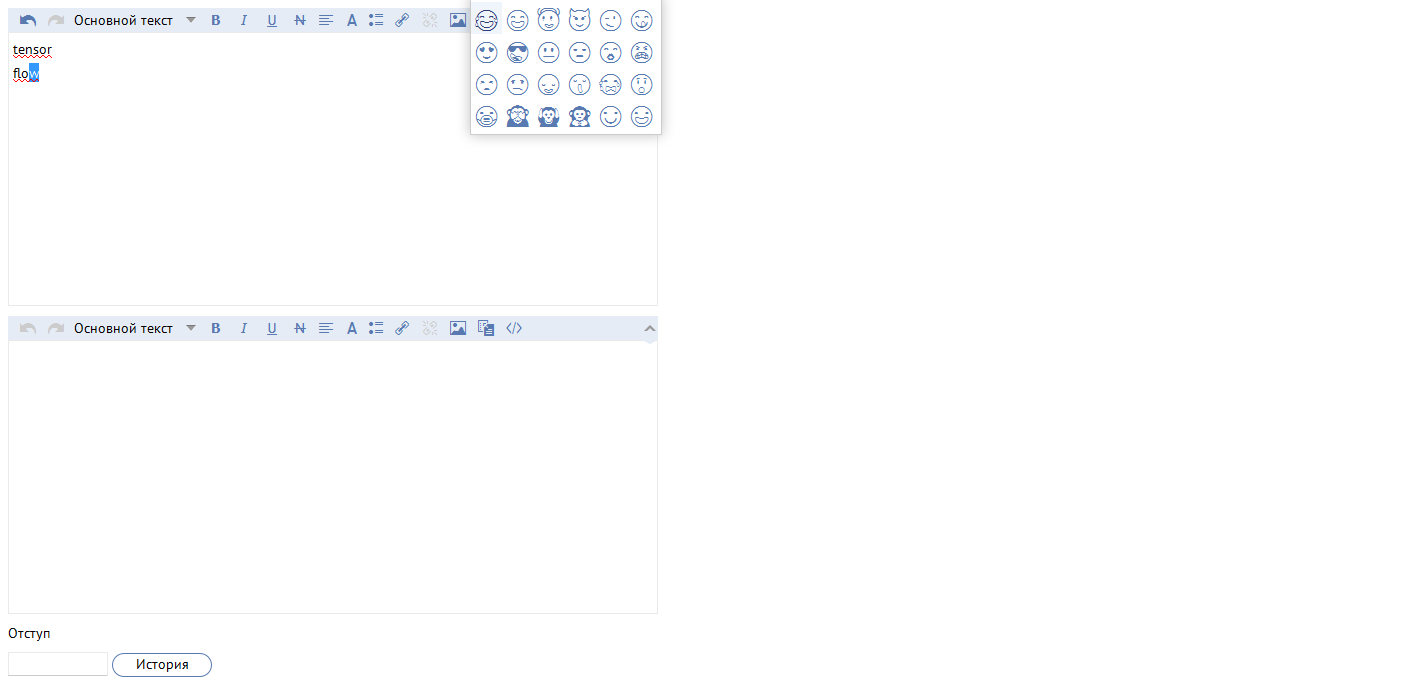 Основной текст B I U N A
tensor
flow
Основной текст B I U N A </>
Отступ
История